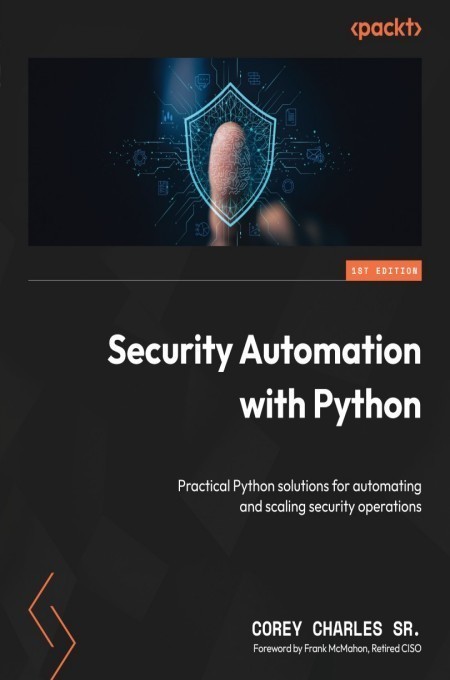 <packt>
1ST EDITION
Security Automation
with Python
Practical Python solutions for automating
and scaling security operations
COREY CHARLES SR.
Foreword by Frank McMahon, Retired CISO